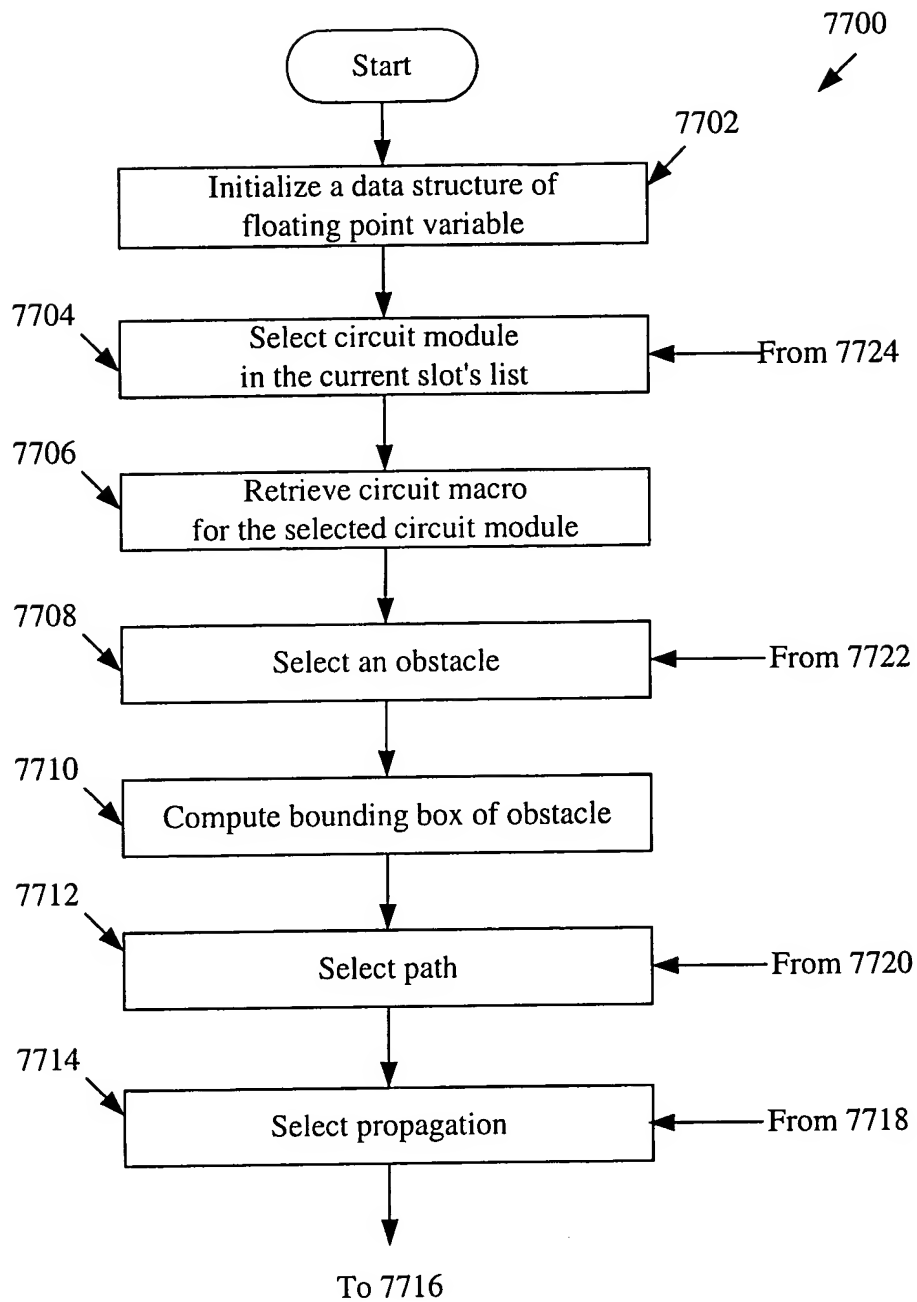 7700
Start
7702
Initialize a data structure of
floating point variable
7704
Select circuit module
in the current slot's list
From 7724
7706
Retrieve circuit macro
for the selected circuit module
7708
Select an obstacle
From 7722
7710
Compute bounding box of obstacle
7712
Select path
From 7720
7714
Select propagation
From 7718
To 7716